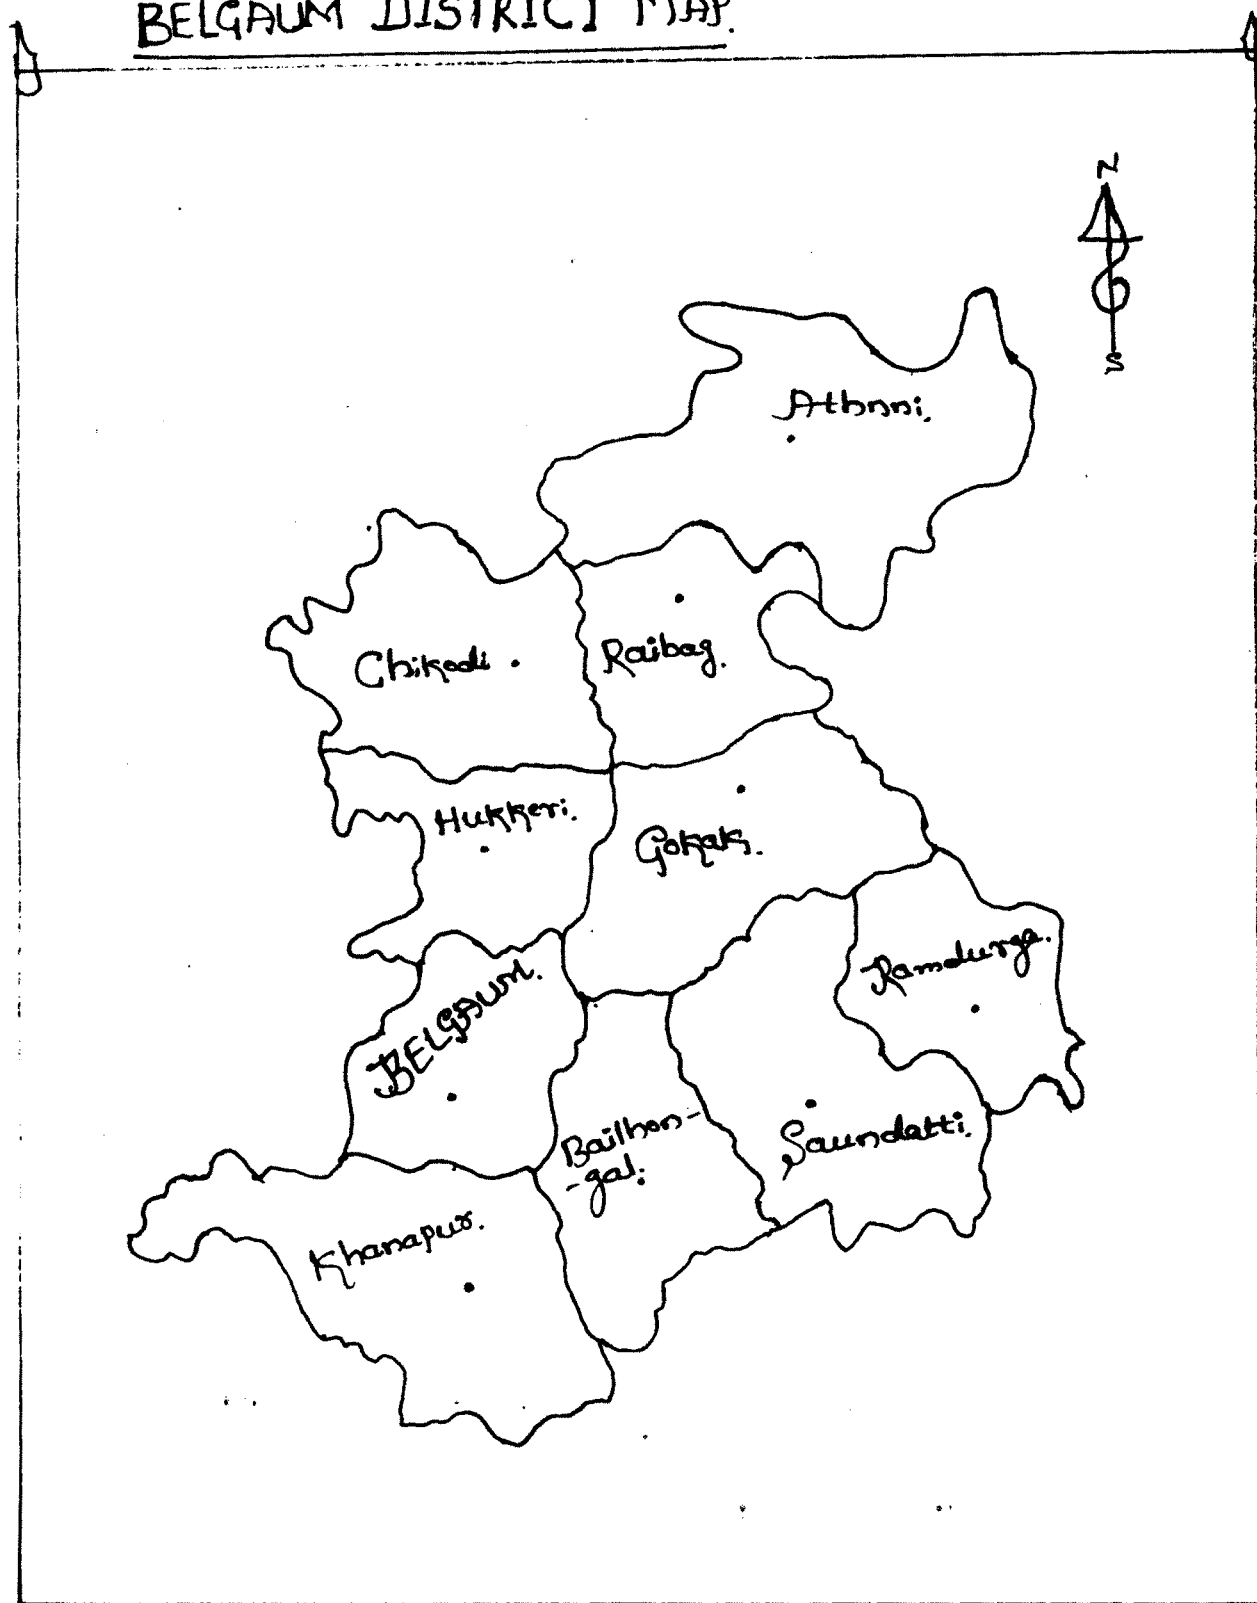 BELGAUM DISTRICT MAP.
N
S
Athnni.
Chikodi
Raibag.
Hukkeri.
Gokak.
Ramdurga.
BELGAUM.
Bailhon-
-gal.
Saundatti.
Khanapur.